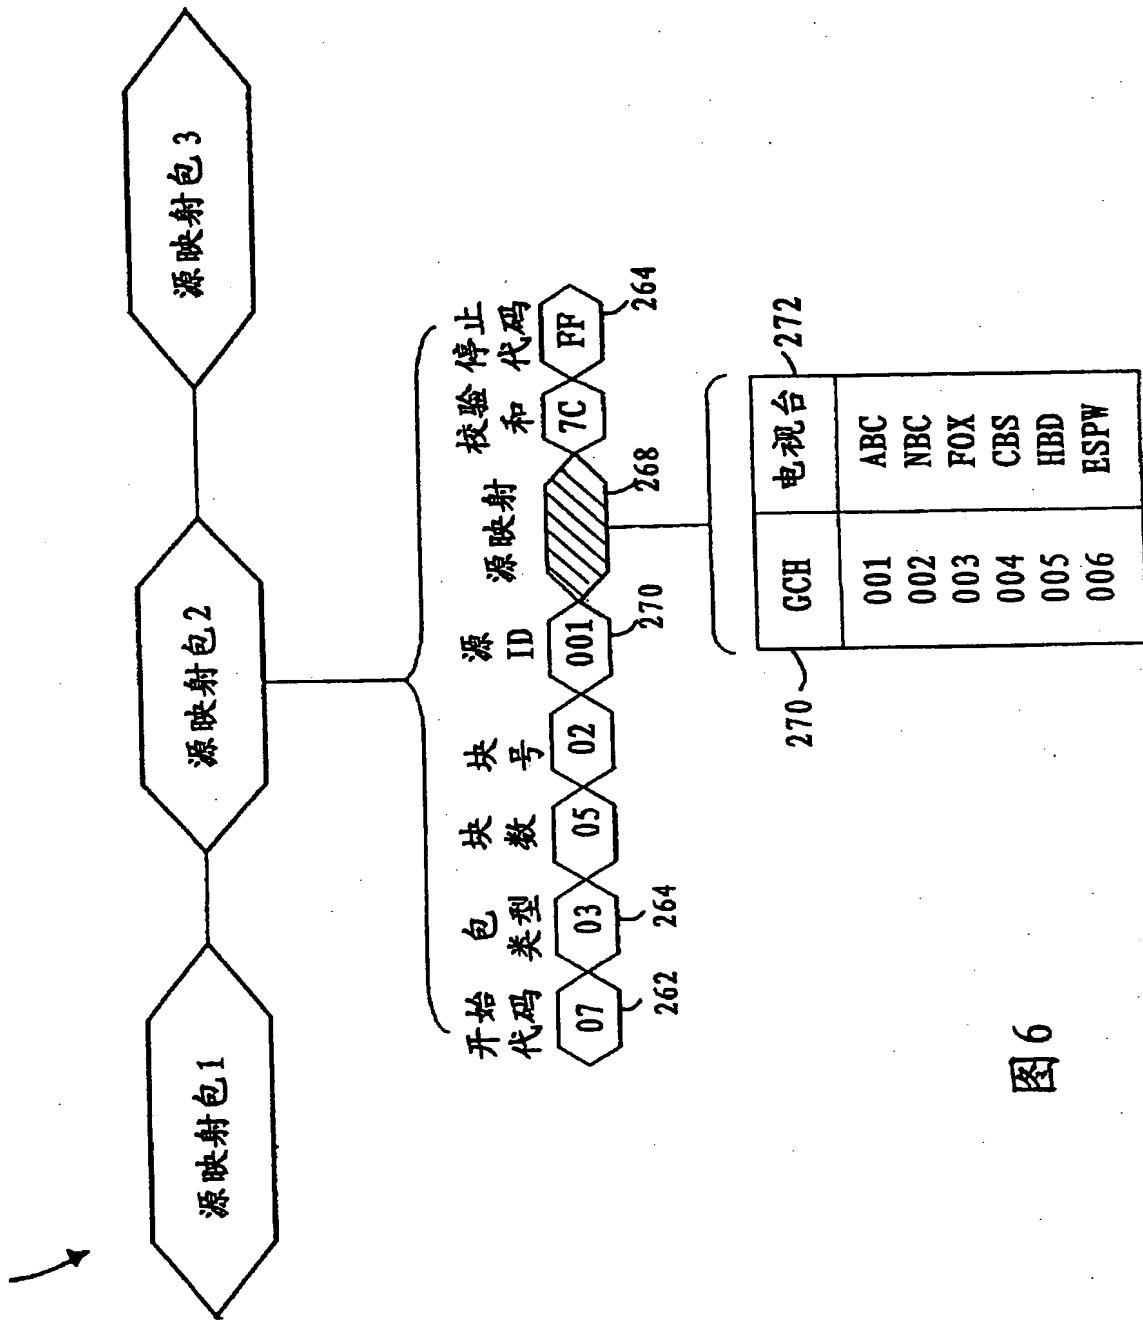 源映射包1
源映射包2
源映射包3
开始
代码
包
类型
块
数
块
号
源
ID
源映射
校验
和
停止
代码
07
03
05
02
001
7C
FF
262
264
270
268
264
270
272
GCH 电视台
001 ABC
002 NBC
003 FOX
004 CBS
005 HBD
006 ESPW
图6